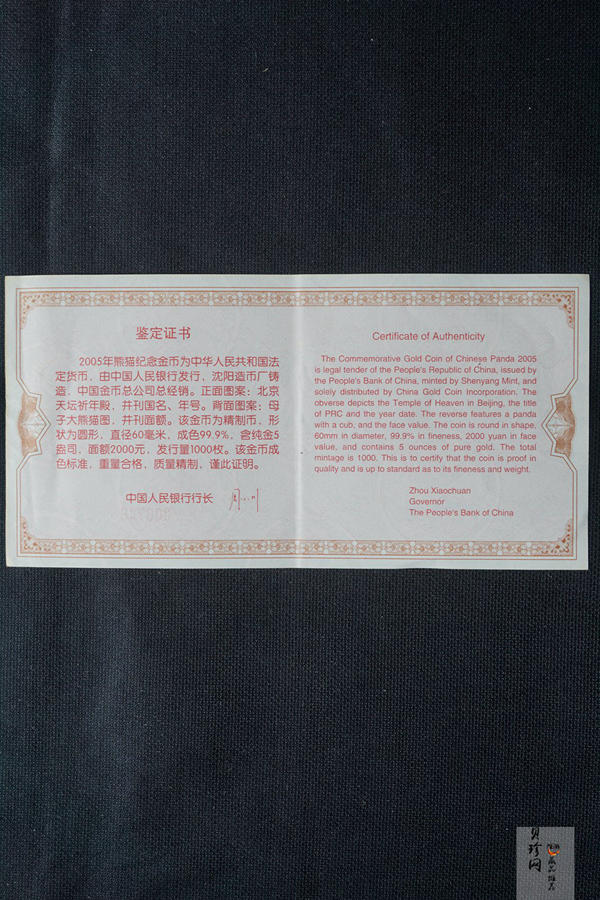 鉴定证书
2005年熊猫纪念金币为中华人民共和国法
定货币，由中国人民银行发行，沈阳造币厂铸
造，中国金币总公司总经销。正面图案：北京
天坛祈年殿，并刊国名、年号。背面图案：母
子大熊猫图，并刊面额。该金币为精制币，形
状为圆形，直径60毫米，成色99.9%，含纯金5
盎司，面额2000元，发行量1000枚。该金币成
色标准，重量合格，质量精制，谨此证明。
中国人民银行行长 周小川
Certificate of Authenticity
The Commemorative Gold Coin of Chinese Panda 2005
is legal tender of the People's Republic of China, issued by
the People's Bank of China, minted by Shenyang Mint, and
solely distributed by China Gold Coin Incorporation. The
obverse depicts the Temple of Heaven in Beijing, the title
of PRC and the year date. The reverse features a panda
with a cub, and the face value. The coin is round in shape,
60mm in diameter, 99.9% in fineness, 2000 yuan in face
value, and contains 5 ounces of pure gold. The total
mintage is 1000. This is to certify that the coin is proof in
quality and is up to standard as to its fineness and weight.
Zhou Xiaochuan
Governor
The People's Bank of China
贝珍网